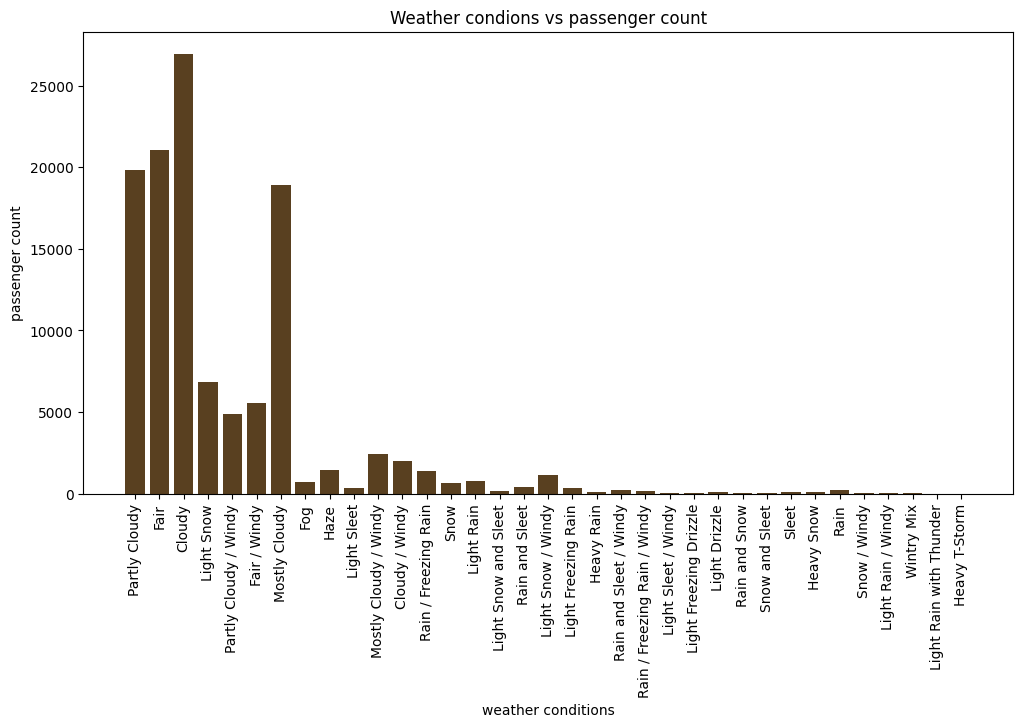 Weather condions vs passenger count
passenger count
25000
20000
15000
10000
5000
0
Partly Cloudy
Fair
Cloudy
Light Snow
Partly Cloudy / Windy
Fair / Windy
Mostly Cloudy
Fog
Haze
Light Sleet
Mostly Cloudy / Windy
Cloudy / Windy
Rain / Freezing Rain
Snow
Light Rain
Light Snow and Sleet
Rain and Sleet
Light Snow / Windy
Light Freezing Rain
Heavy Rain
Rain and Sleet / Windy
Rain / Freezing Rain / Windy
Light Sleet / Windy
Light Freezing Drizzle
Light Drizzle
Rain and Snow
Snow and Sleet
Sleet
Heavy Snow
Rain
Snow / Windy
Light Rain / Windy
Wintry Mix
Light Rain with Thunder
Heavy T-Storm
weather conditions